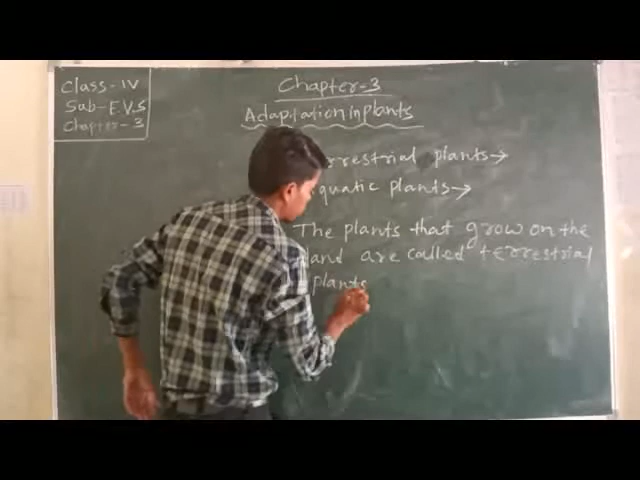 Class-IV
Sub-E.V.S
Chapter-3
Chapter-3
Adaptation in plants
rrestrial plants→
quatic plants→
The plants that grow on the
land are called terrestrial
plants